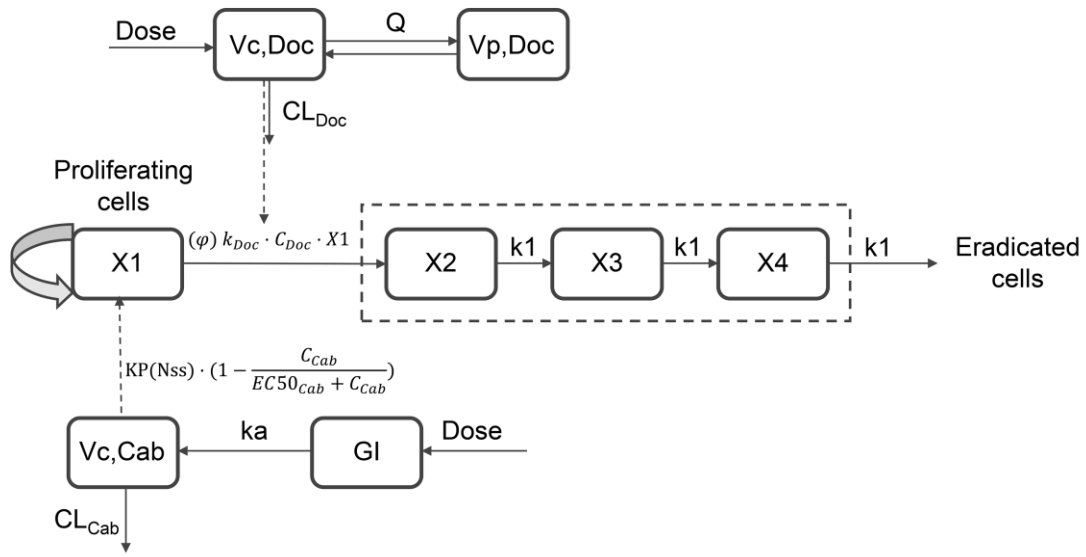 Dose
Vc,Doc
Q
Vp,Doc
CL_Doc
Proliferating
cells
X1
(φ) k_Doc · C_Doc · X1
X2
k1
X3
k1
X4
k1
Eradicated
cells
KP(Nss) · (1 − C_Cab / (EC50_Cab + C_Cab))
Vc,Cab
ka
GI
Dose
CL_Cab